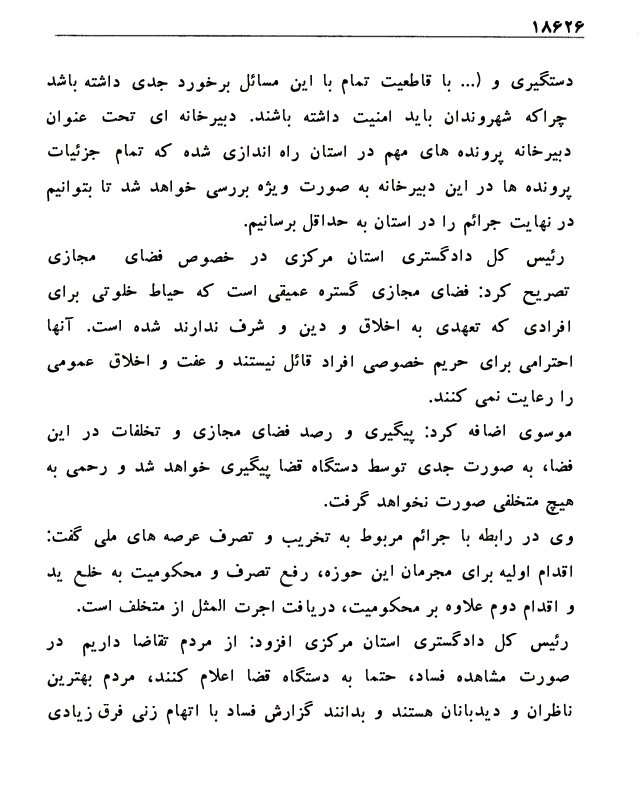 ۱۸۶۲۶
دستگیری و (... با قاطعیت تمام با این مسائل برخورد جدی داشته باشد
چراکه شهروندان باید امنیت داشته باشند. دبیرخانه ای تحت عنوان
دبیرخانه پرونده های مهم در استان راه اندازی شده که تمام جزئیات
پرونده ها در این دبیرخانه به صورت ویژه بررسی خواهد شد تا بتوانیم
در نهایت جرائم را در استان به حداقل برسانیم.
رئیس کل دادگستری استان مرکزی در خصوص فضای مجازی
تصریح کرد: فضای مجازی گستره عمیقی است که حیاط خلوتی برای
افرادی که تعهدی به اخلاق و دین و شرف ندارند شده است. آنها
احترامی برای حریم خصوصی افراد قائل نیستند و عفت و اخلاق عمومی
را رعایت نمی کنند.
موسوی اضافه کرد: پیگیری و رصد فضای مجازی و تخلفات در این
فضا، به صورت جدی توسط دستگاه قضا پیگیری خواهد شد و رحمی به
هیچ متخلفی صورت نخواهد گرفت.
وی در رابطه با جرائم مربوط به تخریب و تصرف عرصه های ملی گفت:
اقدام اولیه برای مجرمان این حوزه، رفع تصرف و محکومیت به خلع ید
و اقدام دوم علاوه بر محکومیت، دریافت اجرت المثل از متخلف است.
رئیس کل دادگستری استان مرکزی افزود: از مردم تقاضا داریم در
صورت مشاهده فساد، حتما به دستگاه قضا اعلام کنند، مردم بهترین
ناظران و دیدبانان هستند و بدانند گزارش فساد با اتهام زنی فرق زیادی